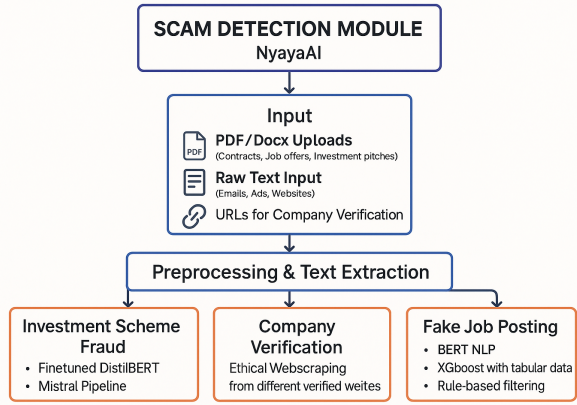 SCAM DETECTION MODULE
NyayaAI
Input
PDF
PDF/Docx Uploads
(Contracts, Job offers, Investment pitches)
Raw Text Input
(Emails, Ads, Websites)
URLs for Company Verification
Preprocessing & Text Extraction
Investment Scheme
Fraud
• Finetuned DistilBERT
• Mistral Pipeline
Company
Verification
Ethical Webscraping
from different verified weites
Fake Job Posting
• BERT NLP
• XGboost with tabular data
• Rule-based filtering